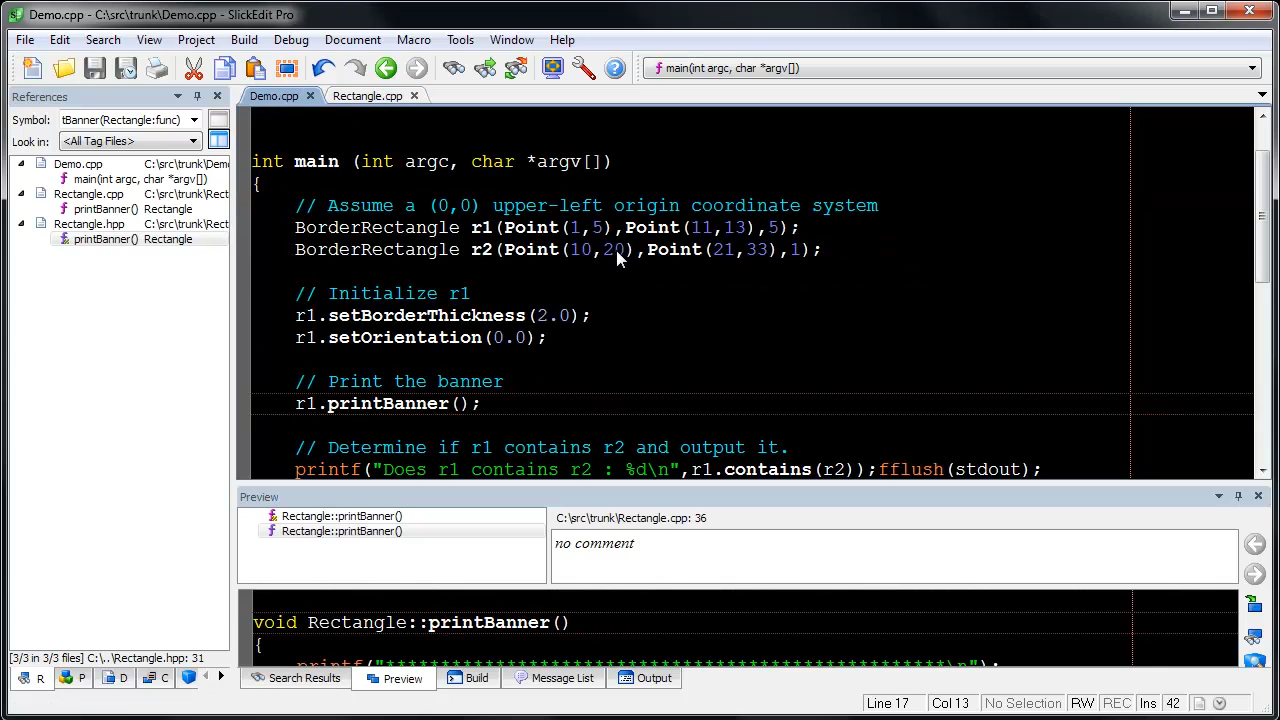 Demo.cpp - C:\src\trunk\Demo.cpp - SlickEdit Pro
File Edit Search View Project Build Debug Document Macro Tools Window Help
main(int argc, char *argv[])
References
Symbol: tBanner(Rectangle:func)
Look in: <All Tag Files>
Demo.cpp C:\src\trunk\Dem
main(int argc, char *argv[])
Rectangle.cpp C:\src\trunk\Rect
printBanner() Rectangle
Rectangle.hpp C:\src\trunk\Rect
printBanner() Rectangle
[3/3 in 3/3 files] C:\..\Rectangle.hpp: 31
R P D C
Demo.cpp Rectangle.cpp
int main (int argc, char *argv[])
{
// Assume a (0,0) upper-left origin coordinate system
BorderRectangle r1(Point(1,5),Point(11,13),5);
BorderRectangle r2(Point(10,20),Point(21,33),1);
// Initialize r1
r1.setBorderThickness(2.0);
r1.setOrientation(0.0);
// Print the banner
r1.printBanner();
// Determine if r1 contains r2 and output it.
printf("Does r1 contains r2 : %d\n",r1.contains(r2));fflush(stdout);
Preview
Rectangle::printBanner()
Rectangle::printBanner()
C:\src\trunk\Rectangle.cpp: 36
no comment
void Rectangle::printBanner()
{
Search Results Preview Build Message List Output
Line 17 Col 13 No Selection RW REC Ins 42